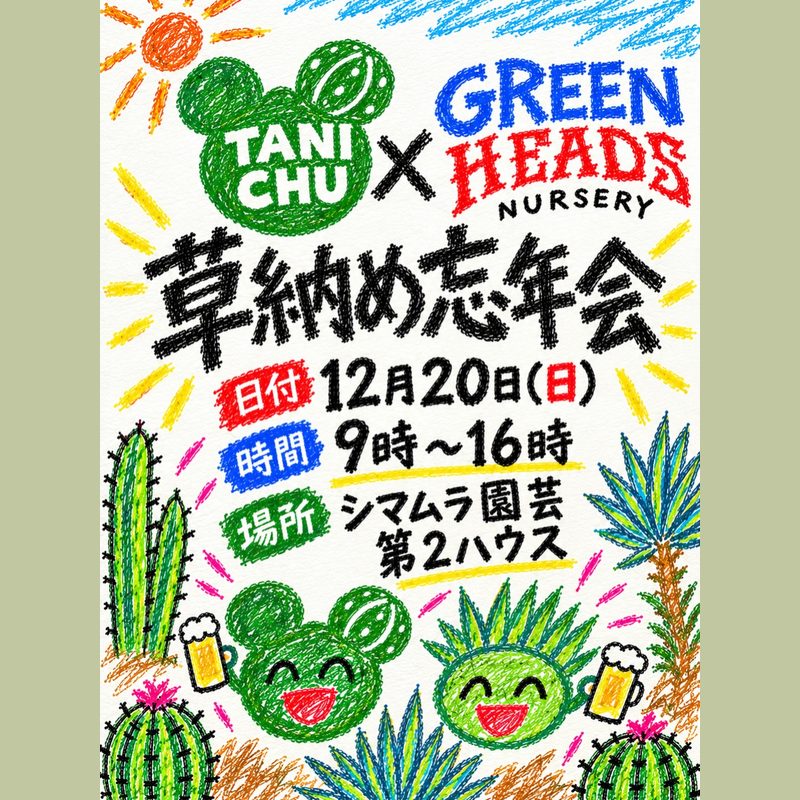 TANI
CHU
×
GREEN
HEADS
NURSERY
草納め忘年会
日付 12月20日(日)
時間 9時～16時
場所 シマムラ園芸
第2ハウス